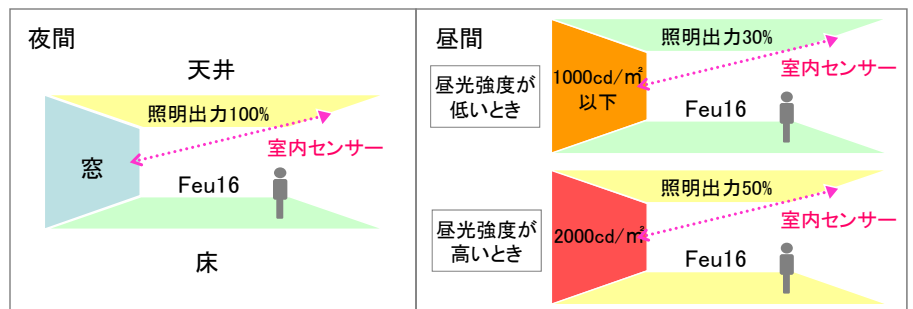 夜間
天井
照明出力100%
室内センサー
窓
Feu16
床
昼間
昼光強度が
低いとき
照明出力30%
1000cd/㎡
以下
室内センサー
Feu16
昼光強度が
高いとき
照明出力50%
2000cd/㎡
室内センサー
Feu16